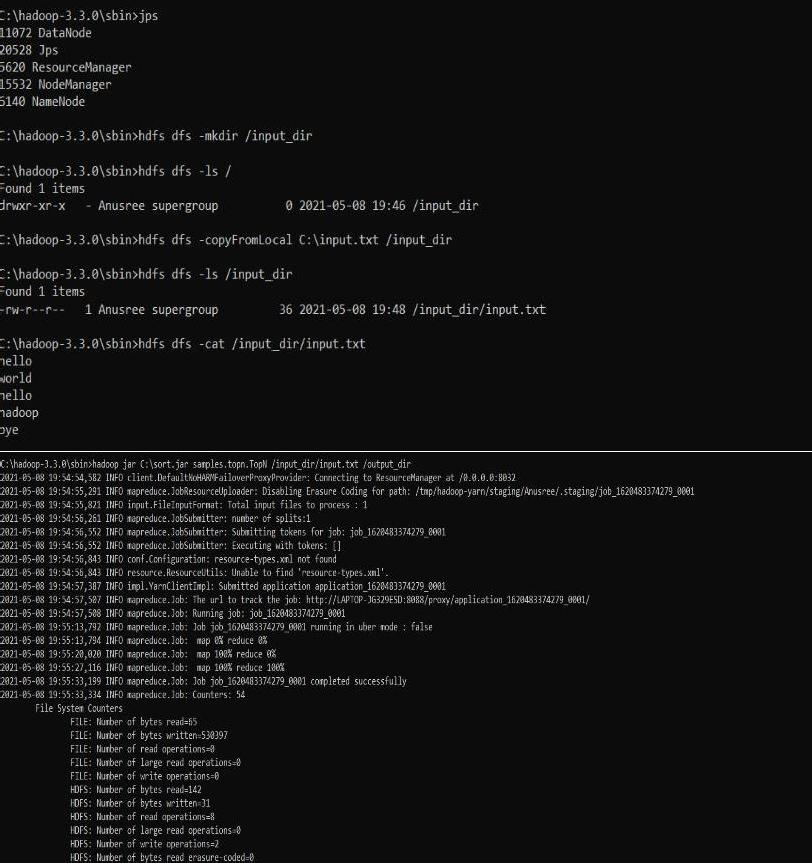 C:\hadoop-3.3.0\sbin>jps
11072 DataNode
20528 Jps
5620 ResourceManager
15532 NodeManager
6140 NameNode
C:\hadoop-3.3.0\sbin>hdfs dfs -mkdir /input_dir
C:\hadoop-3.3.0\sbin>hdfs dfs -ls /
Found 1 items
drwxr-xr-x   - Anusree supergroup          0 2021-05-08 19:46 /input_dir
C:\hadoop-3.3.0\sbin>hdfs dfs -copyFromLocal C:\input.txt /input_dir
C:\hadoop-3.3.0\sbin>hdfs dfs -ls /input_dir
Found 1 items
-rw-r--r--   1 Anusree supergroup         36 2021-05-08 19:48 /input_dir/input.txt
C:\hadoop-3.3.0\sbin>hdfs dfs -cat /input_dir/input.txt
hello
world
hello
hadoop
bye
C:\hadoop-3.3.0\sbin>hadoop jar C:\sort.jar samples.topn.TopN /input_dir/input.txt /output_dir
2021-05-08 19:54:54,582 INFO client.DefaultNoHARMFailoverProxyProvider: Connecting to ResourceManager at /0.0.0.0:8032
2021-05-08 19:54:55,291 INFO mapreduce.JobResourceUploader: Disabling Erasure Coding for path: /tmp/hadoop-yarn/staging/Anusree/.staging/job_1620483374279_0001
2021-05-08 19:54:55,821 INFO input.FileInputFormat: Total input files to process : 1
2021-05-08 19:54:56,261 INFO mapreduce.JobSubmitter: number of splits:1
2021-05-08 19:54:56,552 INFO mapreduce.JobSubmitter: Submitting tokens for job: job_1620483374279_0001
2021-05-08 19:54:56,552 INFO mapreduce.JobSubmitter: Executing with tokens: []
2021-05-08 19:54:56,843 INFO conf.Configuration: resource-types.xml not found
2021-05-08 19:54:56,843 INFO resource.ResourceUtils: Unable to find 'resource-types.xml'.
2021-05-08 19:54:57,387 INFO impl.YarnClientImpl: Submitted application application_1620483374279_0001
2021-05-08 19:54:57,507 INFO mapreduce.Job: The url to track the job: http://LAPTOP-JG329ESD:8088/proxy/application_1620483374279_0001/
2021-05-08 19:54:57,508 INFO mapreduce.Job: Running job: job_1620483374279_0001
2021-05-08 19:55:13,792 INFO mapreduce.Job: Job job_1620483374279_0001 running in uber mode : false
2021-05-08 19:55:13,794 INFO mapreduce.Job:  map 0% reduce 0%
2021-05-08 19:55:20,020 INFO mapreduce.Job:  map 100% reduce 0%
2021-05-08 19:55:27,116 INFO mapreduce.Job:  map 100% reduce 100%
2021-05-08 19:55:33,199 INFO mapreduce.Job: Job job_1620483374279_0001 completed successfully
2021-05-08 19:55:33,334 INFO mapreduce.Job: Counters: 54
File System Counters
FILE: Number of bytes read=65
FILE: Number of bytes written=530397
FILE: Number of read operations=0
FILE: Number of large read operations=0
FILE: Number of write operations=0
HDFS: Number of bytes read=142
HDFS: Number of bytes written=31
HDFS: Number of read operations=8
HDFS: Number of large read operations=0
HDFS: Number of write operations=2
HDFS: Number of bytes read erasure-coded=0